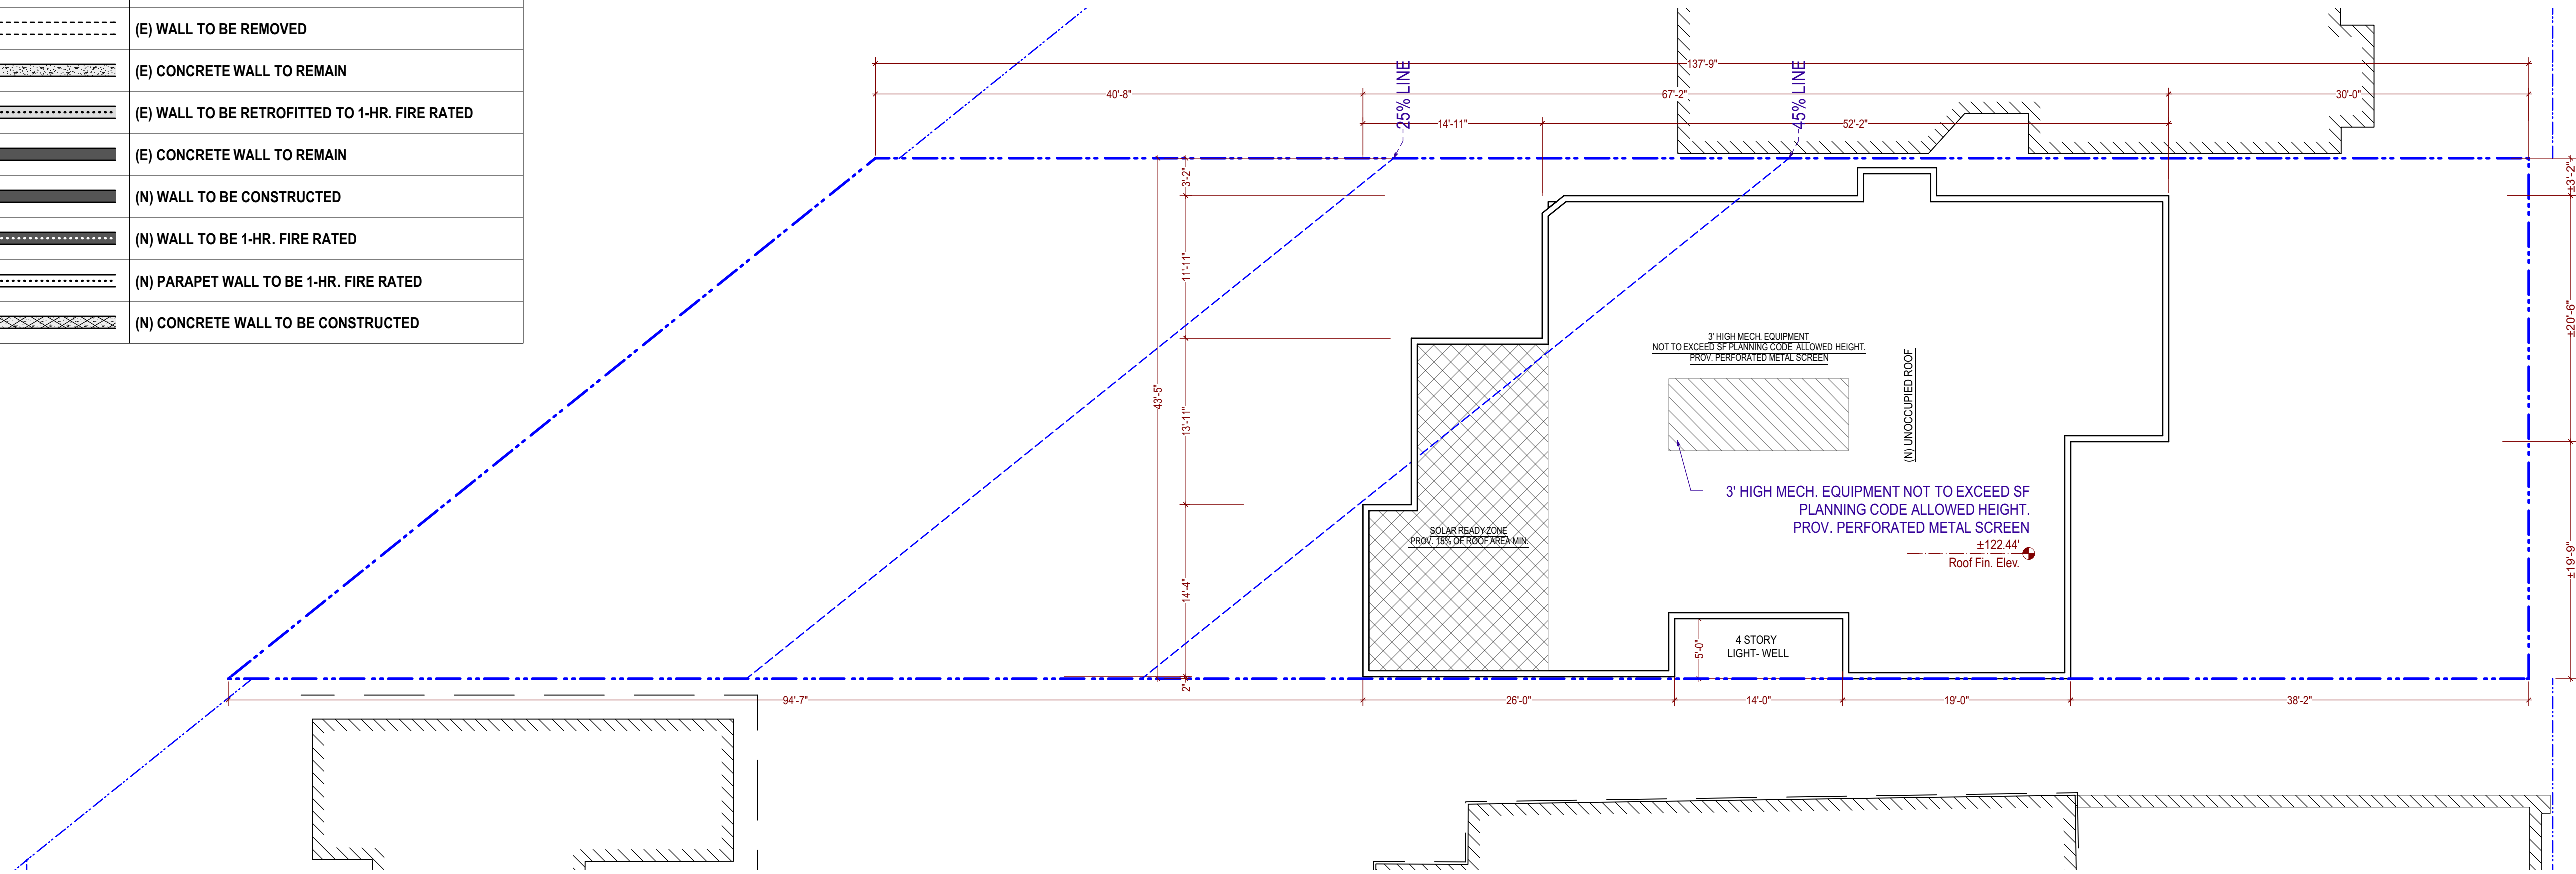 (E) WALL TO BE REMOVED
(E) CONCRETE WALL TO REMAIN
(E) WALL TO BE RETROFITTED TO 1-HR. FIRE RATED
(E) CONCRETE WALL TO REMAIN
(N) WALL TO BE CONSTRUCTED
(N) WALL TO BE 1-HR. FIRE RATED
(N) PARAPET WALL TO BE 1-HR. FIRE RATED
(N) CONCRETE WALL TO BE CONSTRUCTED
137'-9"
40'-8"
67'-2"
30'-0"
14'-11"
52'-2"
25% LINE
45% LINE
3'-2"
11'-11"
43'-5"
13'-11"
14'-4"
2"
±3'-2"
±20'-6"
±19'-9"
3' HIGH MECH. EQUIPMENT
NOT TO EXCEED SF PLANNING CODE ALLOWED HEIGHT.
PROV. PERFORATED METAL SCREEN
(N) UNOCCUPIED ROOF
3' HIGH MECH. EQUIPMENT NOT TO EXCEED SF
PLANNING CODE ALLOWED HEIGHT.
PROV. PERFORATED METAL SCREEN
±122.44'
Roof Fin. Elev.
SOLAR READY ZONE
PROV. 15% OF ROOF AREA MIN.
5'-0"
4 STORY
LIGHT- WELL
94'-7"
26'-0"
14'-0"
19'-0"
38'-2"